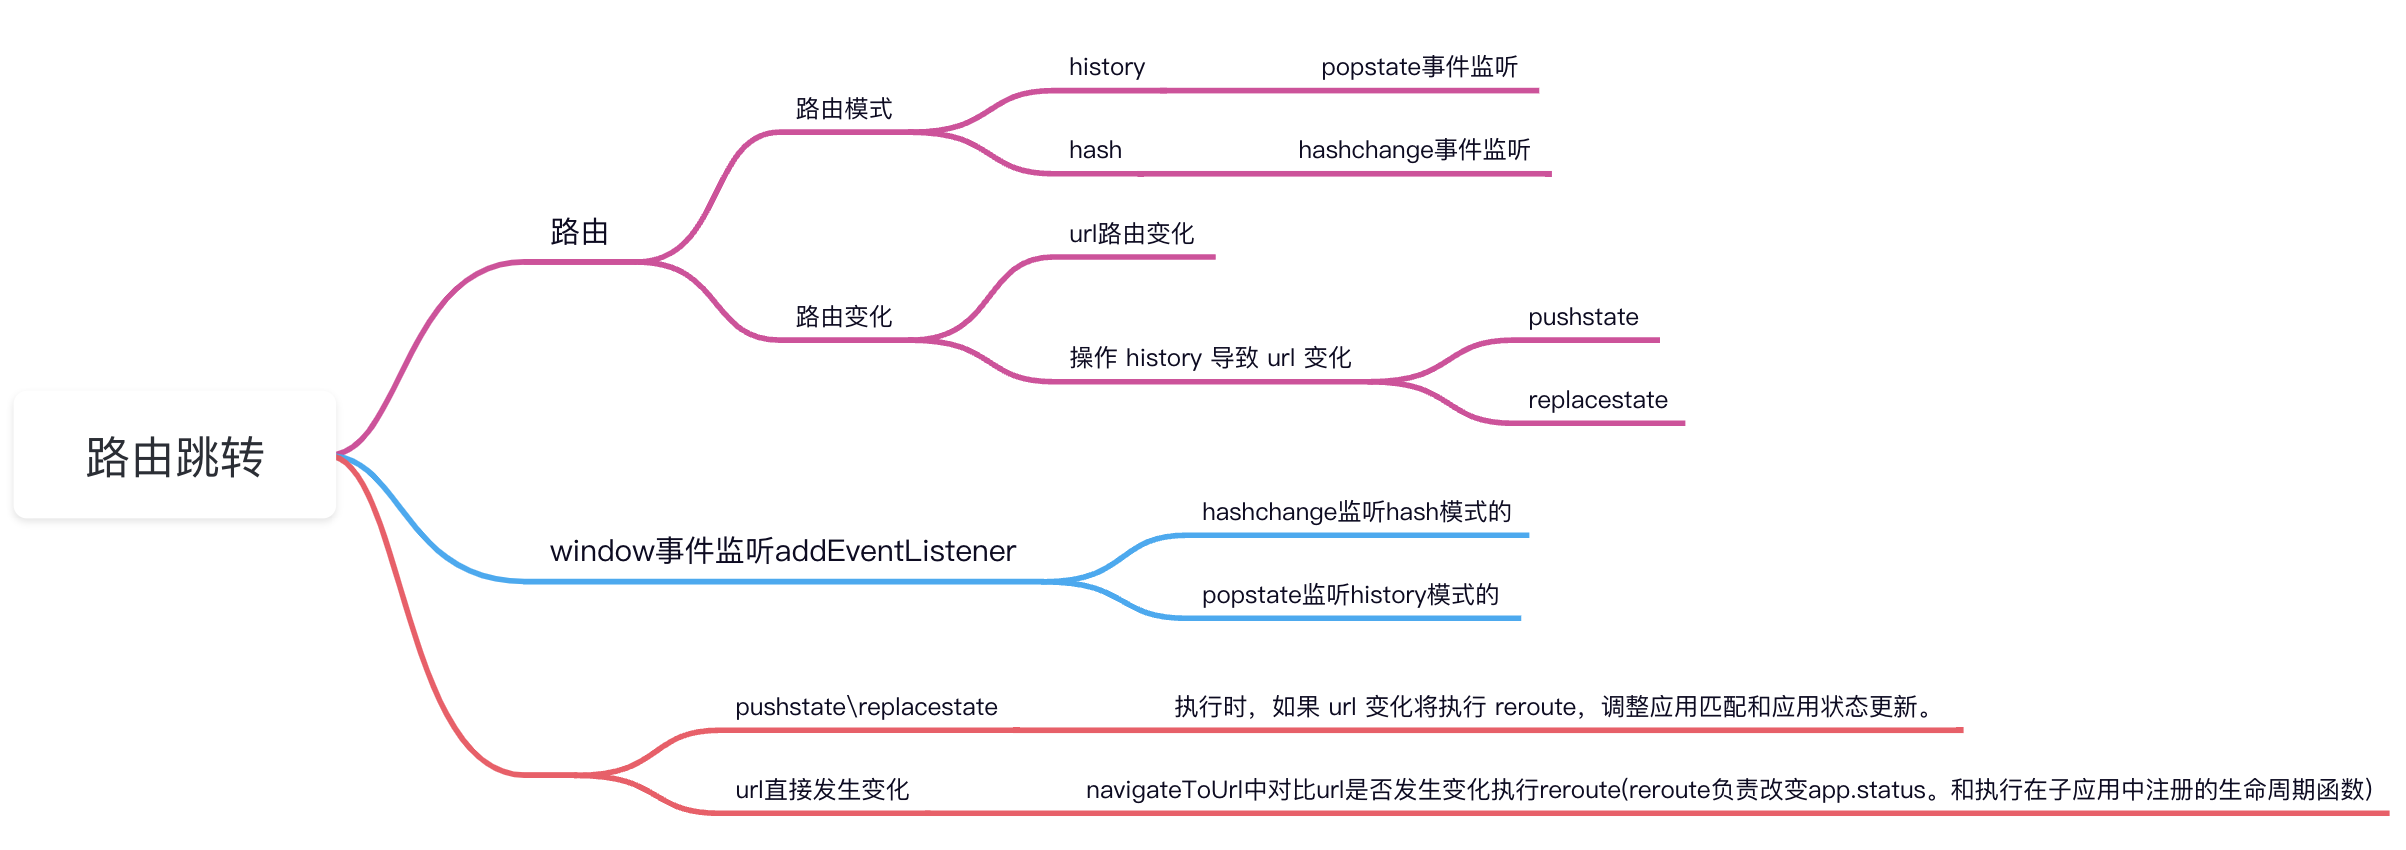 路由跳转
路由
路由模式
history
popstate事件监听
hash
hashchange事件监听
路由变化
url路由变化
操作 history 导致 url 变化
pushstate
replacestate
window事件监听addEventListener
hashchange监听hash模式的
popstate监听history模式的
pushstate\replacestate
执行时，如果 url 变化将执行 reroute，调整应用匹配和应用状态更新。
url直接发生变化
navigateToUrl中对比url是否发生变化执行reroute(reroute负责改变app.status。和执行在子应用中注册的生命周期函数）